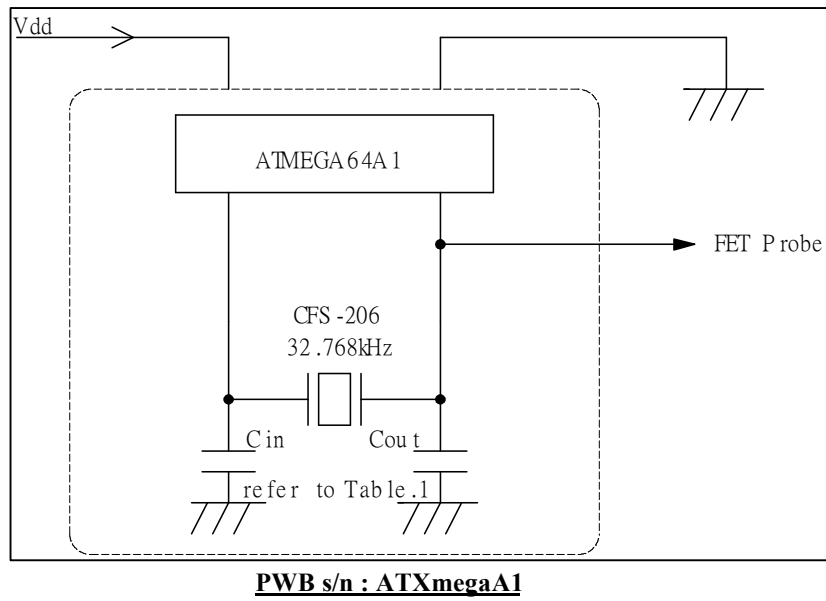 Vdd
ATMEGA64A1
FET Probe
CFS-206
32.768kHz
Cin
Cout
refer to Table.1
PWB s/n : ATXmegaA1